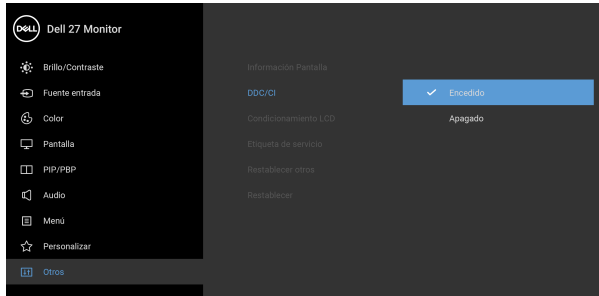 DELL Dell 27 Monitor
Brillo/Contraste
Fuente entrada
Color
Pantalla
PIP/PBP
Audio
Menú
Personalizar
Otros
Información Pantalla
DDC/CI
Condicionamiento LCD
Etiqueta de servicio
Restablecer otros
Restablecer
Encedido
Apagado